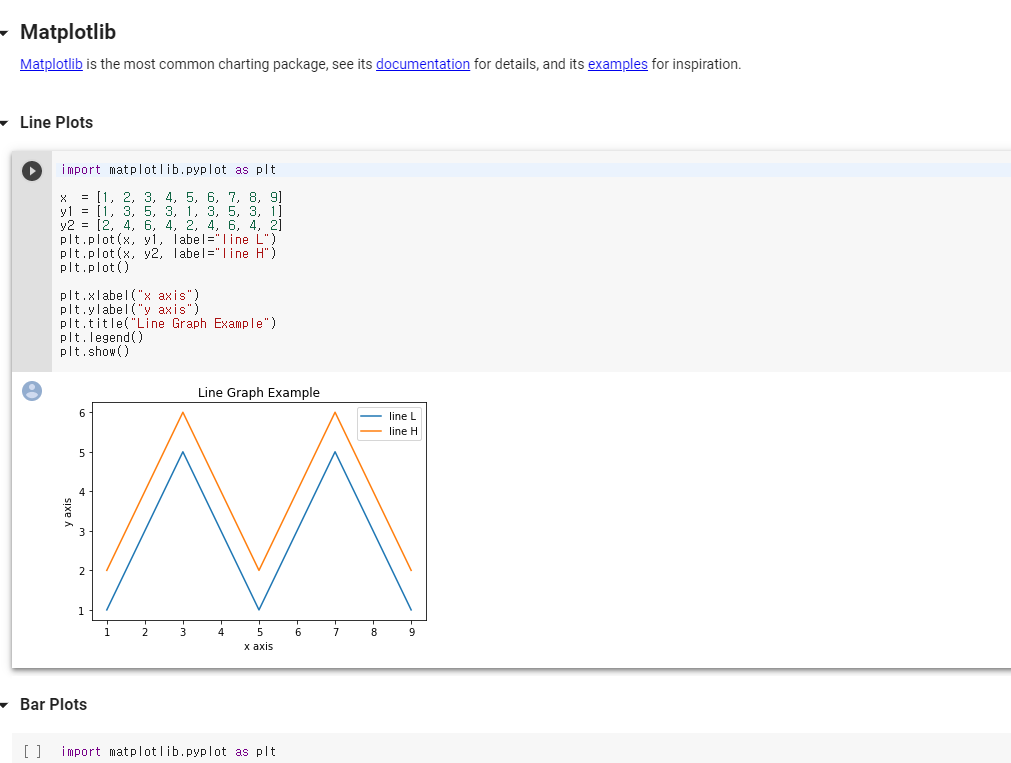 Matplotlib
Matplotlib is the most common charting package, see its documentation for details, and its examples for inspiration.
Line Plots
import matplotlib.pyplot as plt
x  = [1, 2, 3, 4, 5, 6, 7, 8, 9]
y1 = [1, 3, 5, 3, 1, 3, 5, 3, 1]
y2 = [2, 4, 6, 4, 2, 4, 6, 4, 2]
plt.plot(x, y1, label="line L")
plt.plot(x, y2, label="line H")
plt.plot()
plt.xlabel("x axis")
plt.ylabel("y axis")
plt.title("Line Graph Example")
plt.legend()
plt.show()
Line Graph Example
line L
line H
6
5
4
3
2
1
y axis
1 2 3 4 5 6 7 8 9
x axis
Bar Plots
[ ] import matplotlib.pyplot as plt